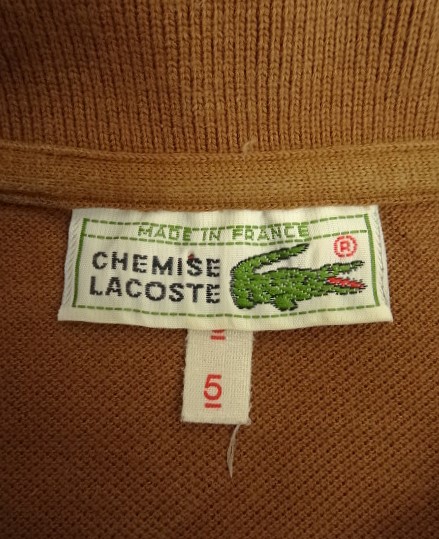 MADE IN FRANCE
CHEMISE
LACOSTE
®
5